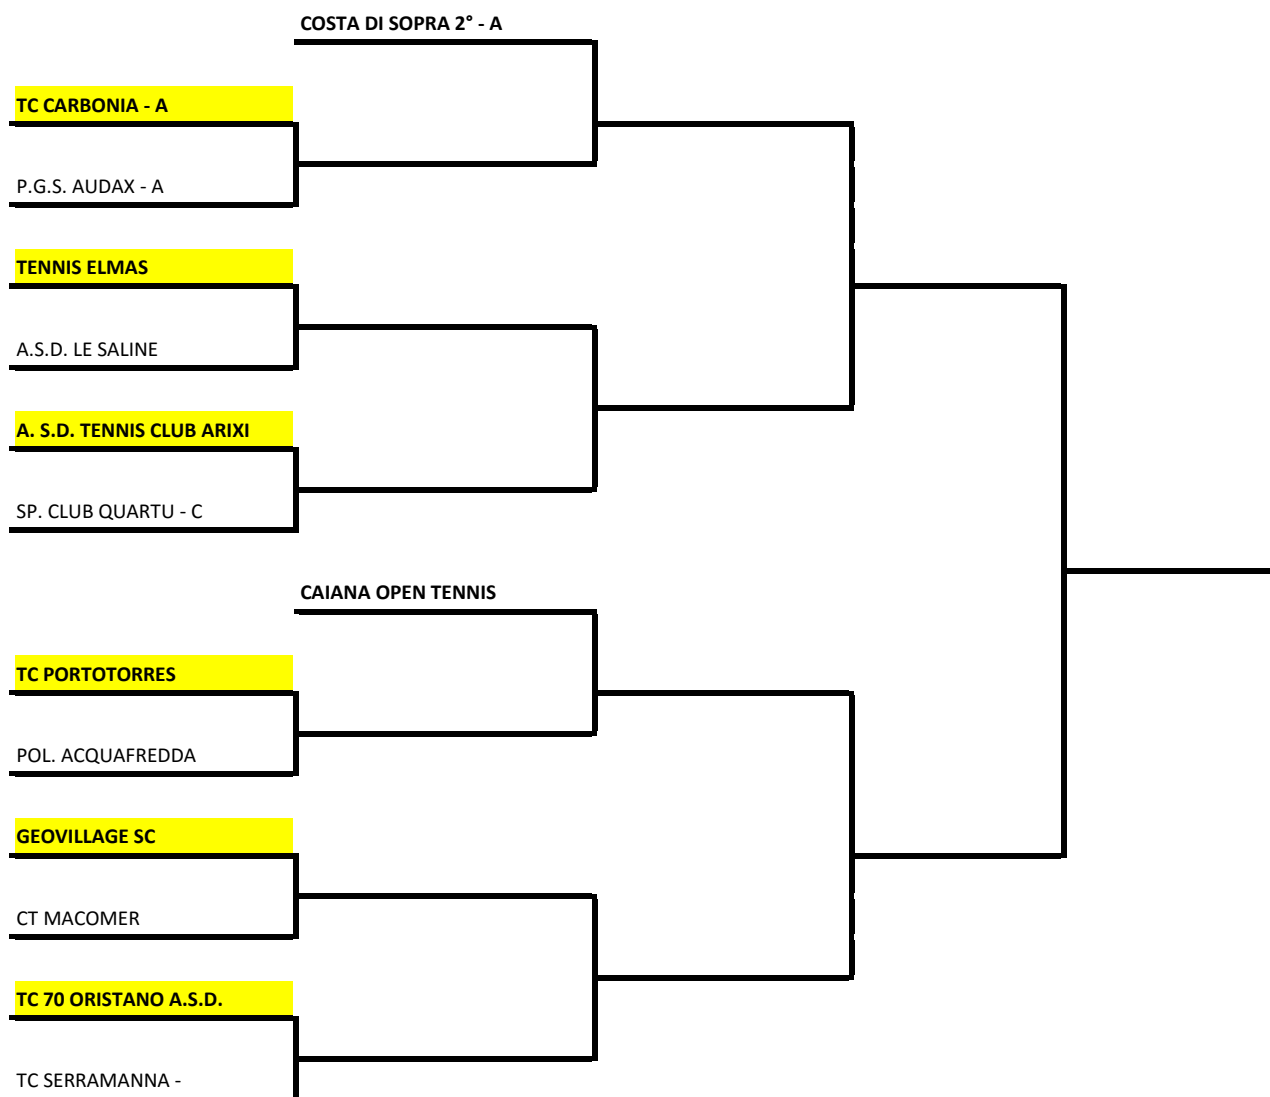 COSTA DI SOPRA 2° - A
TC CARBONIA - A
P.G.S. AUDAX - A
TENNIS ELMAS
A.S.D. LE SALINE
A. S.D. TENNIS CLUB ARIXI
SP. CLUB QUARTU - C
CAIANA OPEN TENNIS
TC PORTOTORRES
POL. ACQUAFREDDA
GEOVILLAGE SC
CT MACOMER
TC 70 ORISTANO A.S.D.
TC SERRAMANNA -